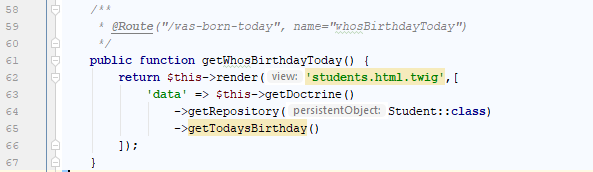 58 /**
59 * @Route("/was-born-today", name="whosBirthdayToday")
60 */
61 public function getWhosBirthdayToday() {
62 return $this->render( view: 'students.html.twig',[
63 'data' => $this->getDoctrine()
64 ->getRepository( persistentObject: Student::class)
65 ->getTodaysBirthday()
66 ]);
67 }